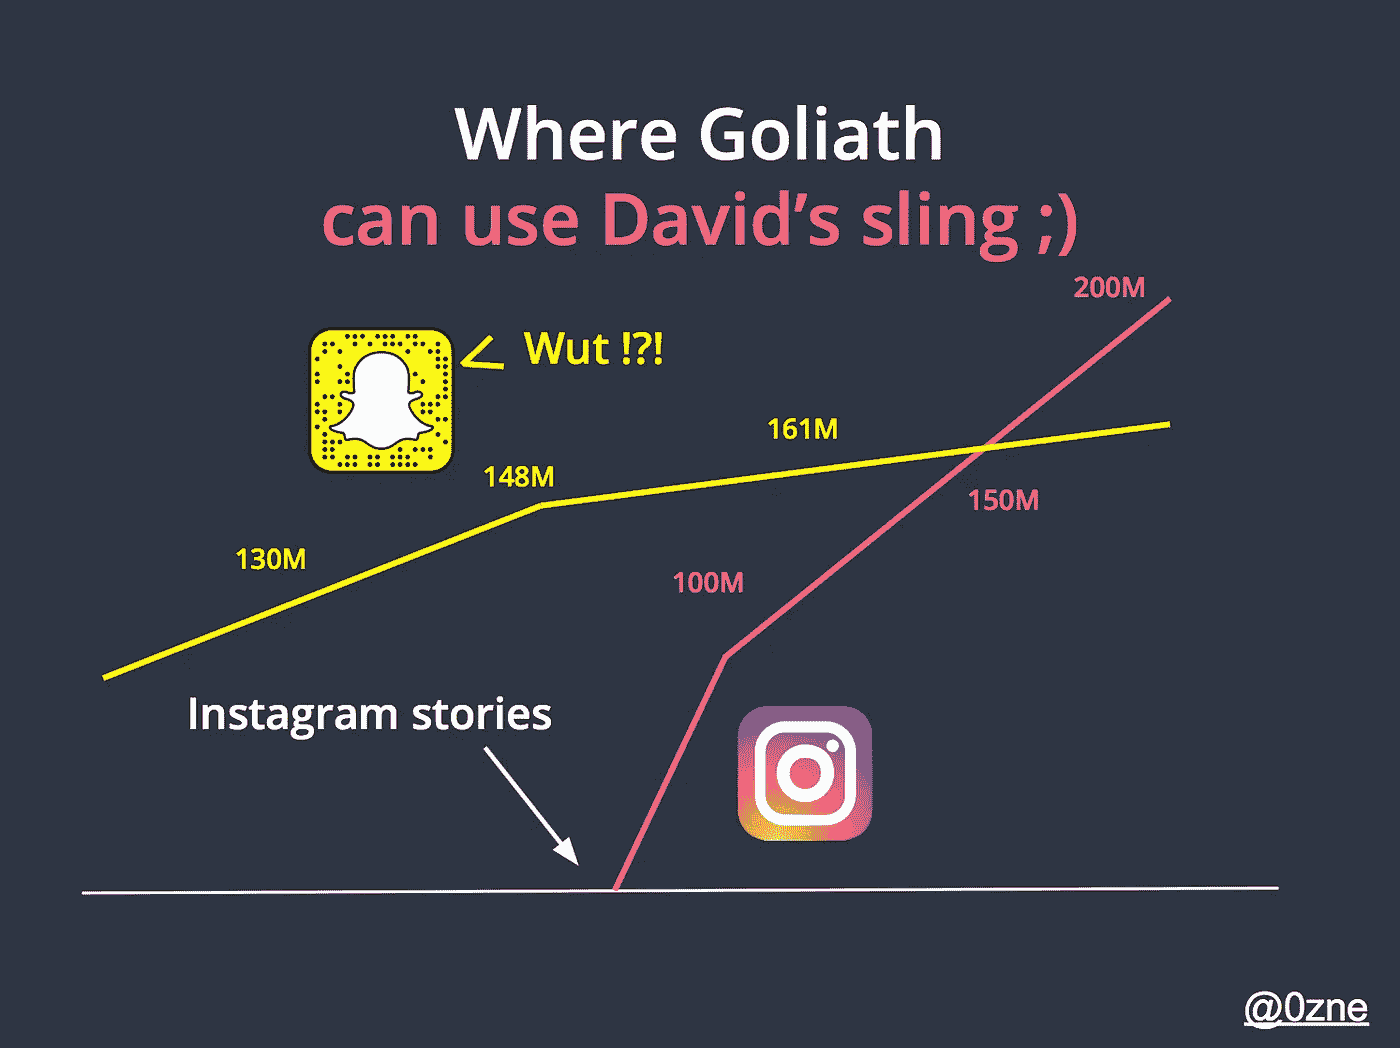 Where Goliath
can use David's sling ;)
200M
Wut !?!
161M
148M
150M
130M
100M
Instagram stories
@0zne